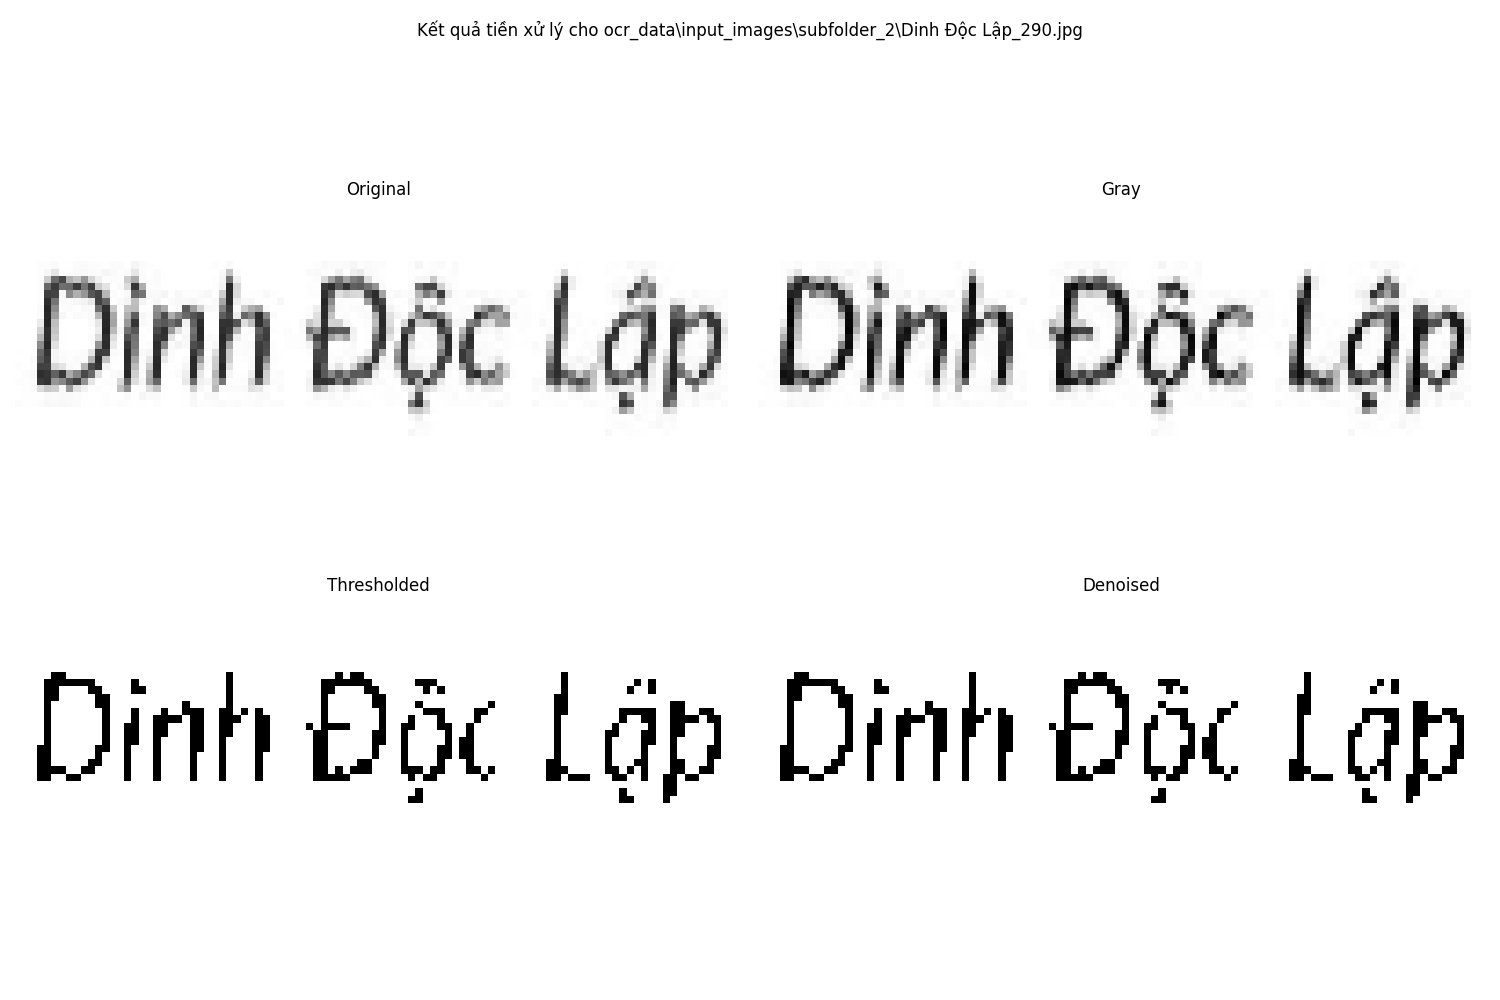 Kết quả tiền xử lý cho ocr_data\input_images\subfolder_2\Dinh Độc Lập_290.jpg
Original
Gray
Dinh Độc Lập
Dinh Độc Lập
Thresholded
Denoised
Dinh Độc Lập
Dinh Độc Lập